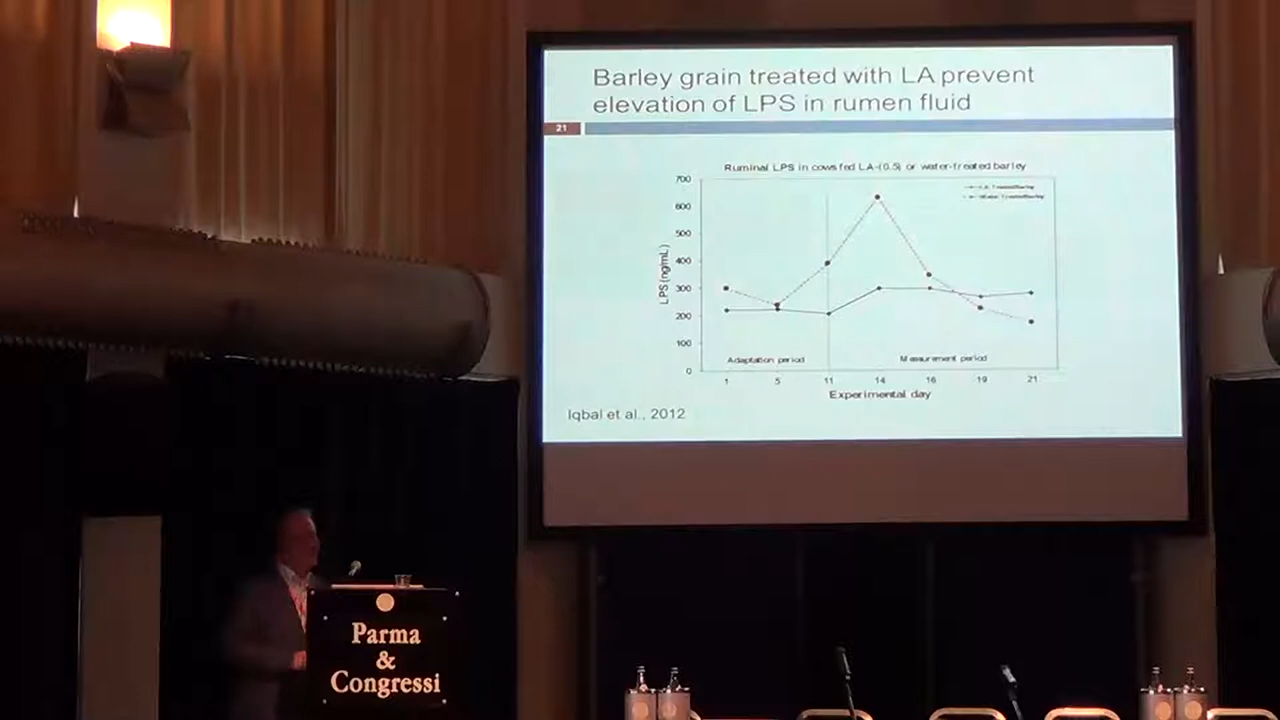 Barley grain treated with LA prevent
elevation of LPS in rumen fluid
21
Ruminal LPS in cows fed LA-(0.5) or water-treated barley
700
600
500
400
300
200
100
0
LPS (ng/mL)
Adaptation period
Measurement period
1 5 11 14 16 19 21
Experimental day
Iqbal et al., 2012
Parma
&
Congressi